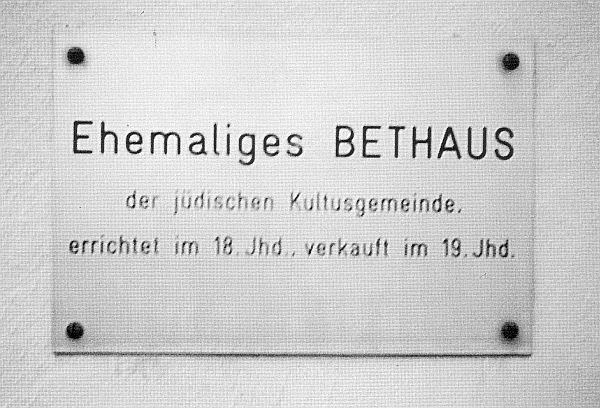 Ehemaliges BETHAUS
der jüdischen Kultusgemeinde,
errichtet im 18. Jhd., verkauft im 19. Jhd.